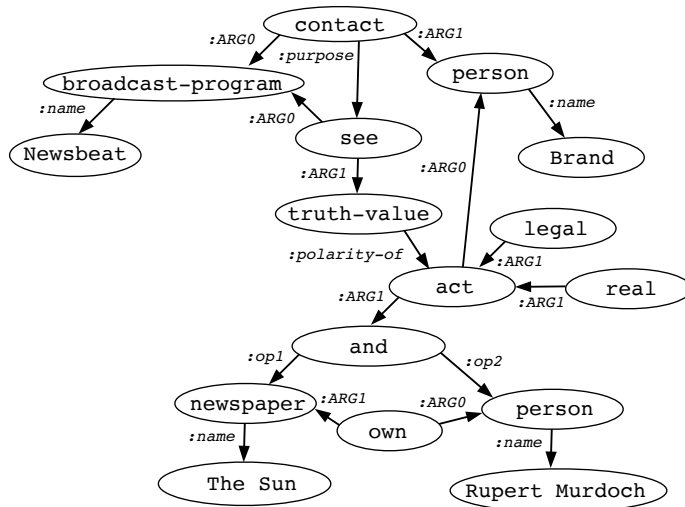 contact
:ARG0 :purpose :ARG1
broadcast-program person
:name :ARG0 :name
Newsbeat see Brand
:ARG1 :ARG0
truth-value legal
:polarity-of :ARG1
act real
:ARG1 :ARG1
and
:op1 :op2
newspaper :ARG1 :ARG0 person
:name own :name
The Sun Rupert Murdoch